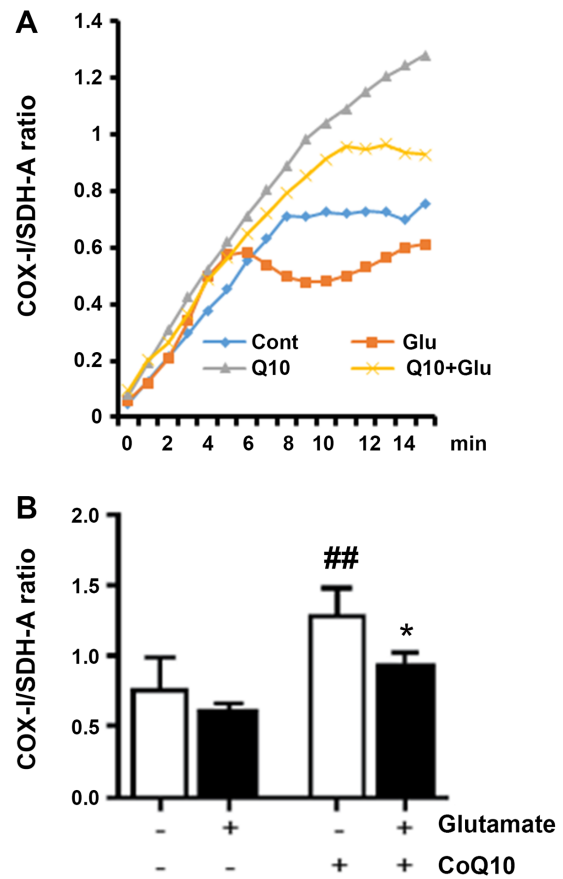 A
COX-I/SDH-A ratio
1.4
1.2
1
0.8
0.6
0.4
0.2
0
Cont
Glu
Q10
Q10+Glu
0 2 4 6 8 10 12 14 min
B
COX-I/SDH-A ratio
2.0
1.5
1.0
0.5
0.0
##
*
- + - + Glutamate
- - + + CoQ10